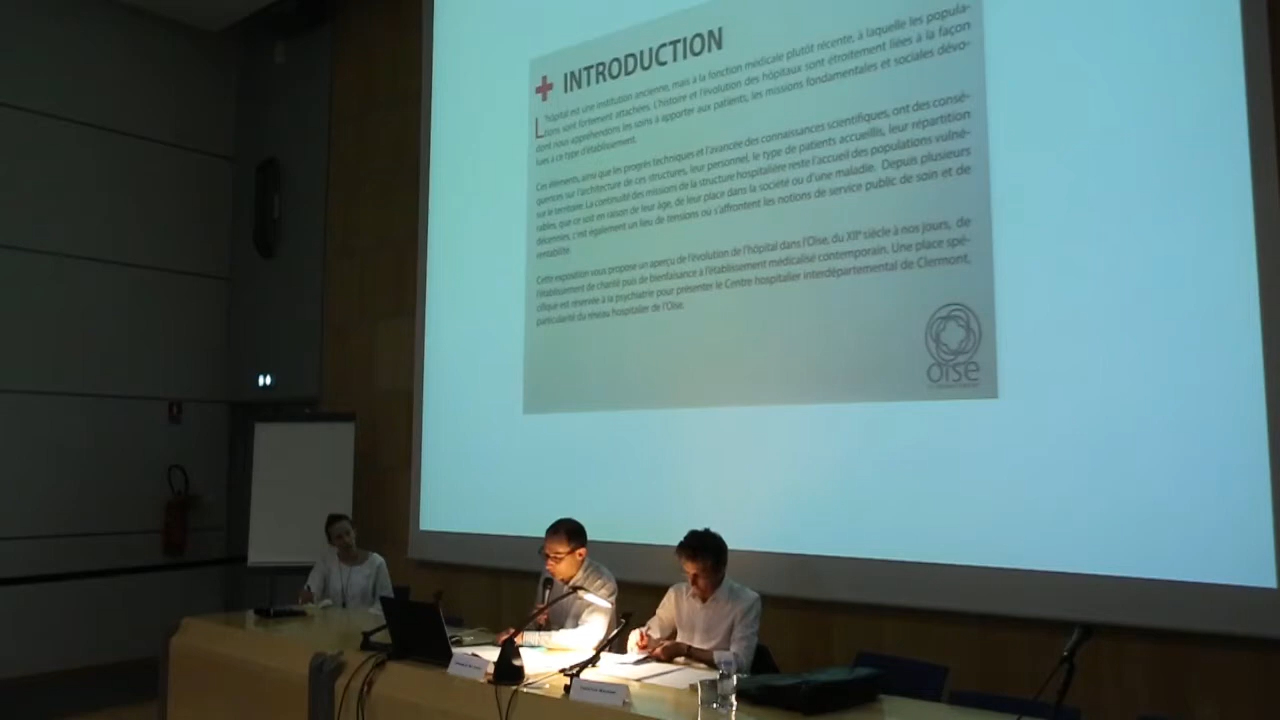 INTRODUCTION
L'hôpital est une institution ancienne, mais à la fonction médicale plutôt récente, à laquelle les popula-
tions sont fortement attachées. L'histoire et l'évolution des hôpitaux sont étroitement liées à la façon
dont nous appréhendons les soins à apporter aux patients, les missions fondamentales et sociales dévo-
lues à ce type d'établissement.
Ces éléments, ainsi que les progrès techniques et l'avancée des connaissances scientifiques, ont des consé-
quences sur l'architecture de ces structures, leur personnel, le type de patients accueillis, leur répartition
sur le territoire. La continuité des missions de la structure hospitalière reste l'accueil des populations vulné-
rables, que ce soit en raison de leur âge, de leur place dans la société ou d'une maladie. Depuis plusieurs
décennies, c'est également un lieu de tensions où s'affrontent les notions de service public de soin et de
rentabilité.
Cette exposition vous propose un aperçu de l'évolution de l'hôpital dans l'Oise, du XIIᵉ siècle à nos jours, de
l'établissement de charité puis de bienfaisance à l'établissement médicalisé contemporain. Une place spé-
cifique est réservée à la psychiatrie pour présenter le Centre hospitalier interdépartemental de Clermont,
particularité du réseau hospitalier de l'Oise.
oise